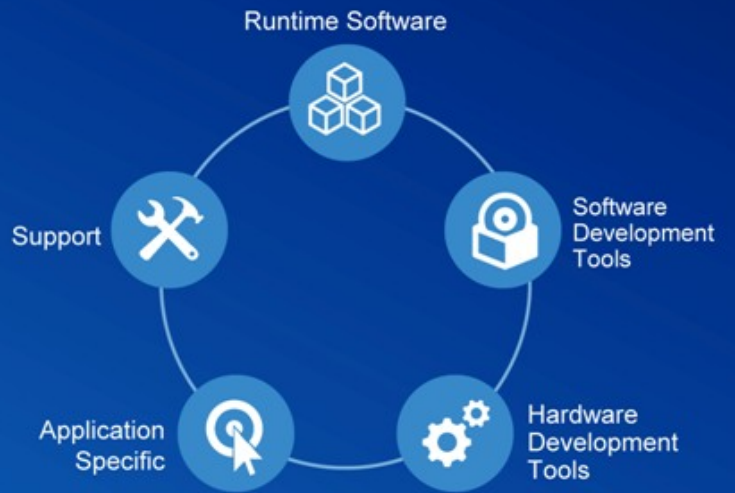 Runtime Software
Software
Development
Tools
Hardware
Development
Tools
Application
Specific
Support